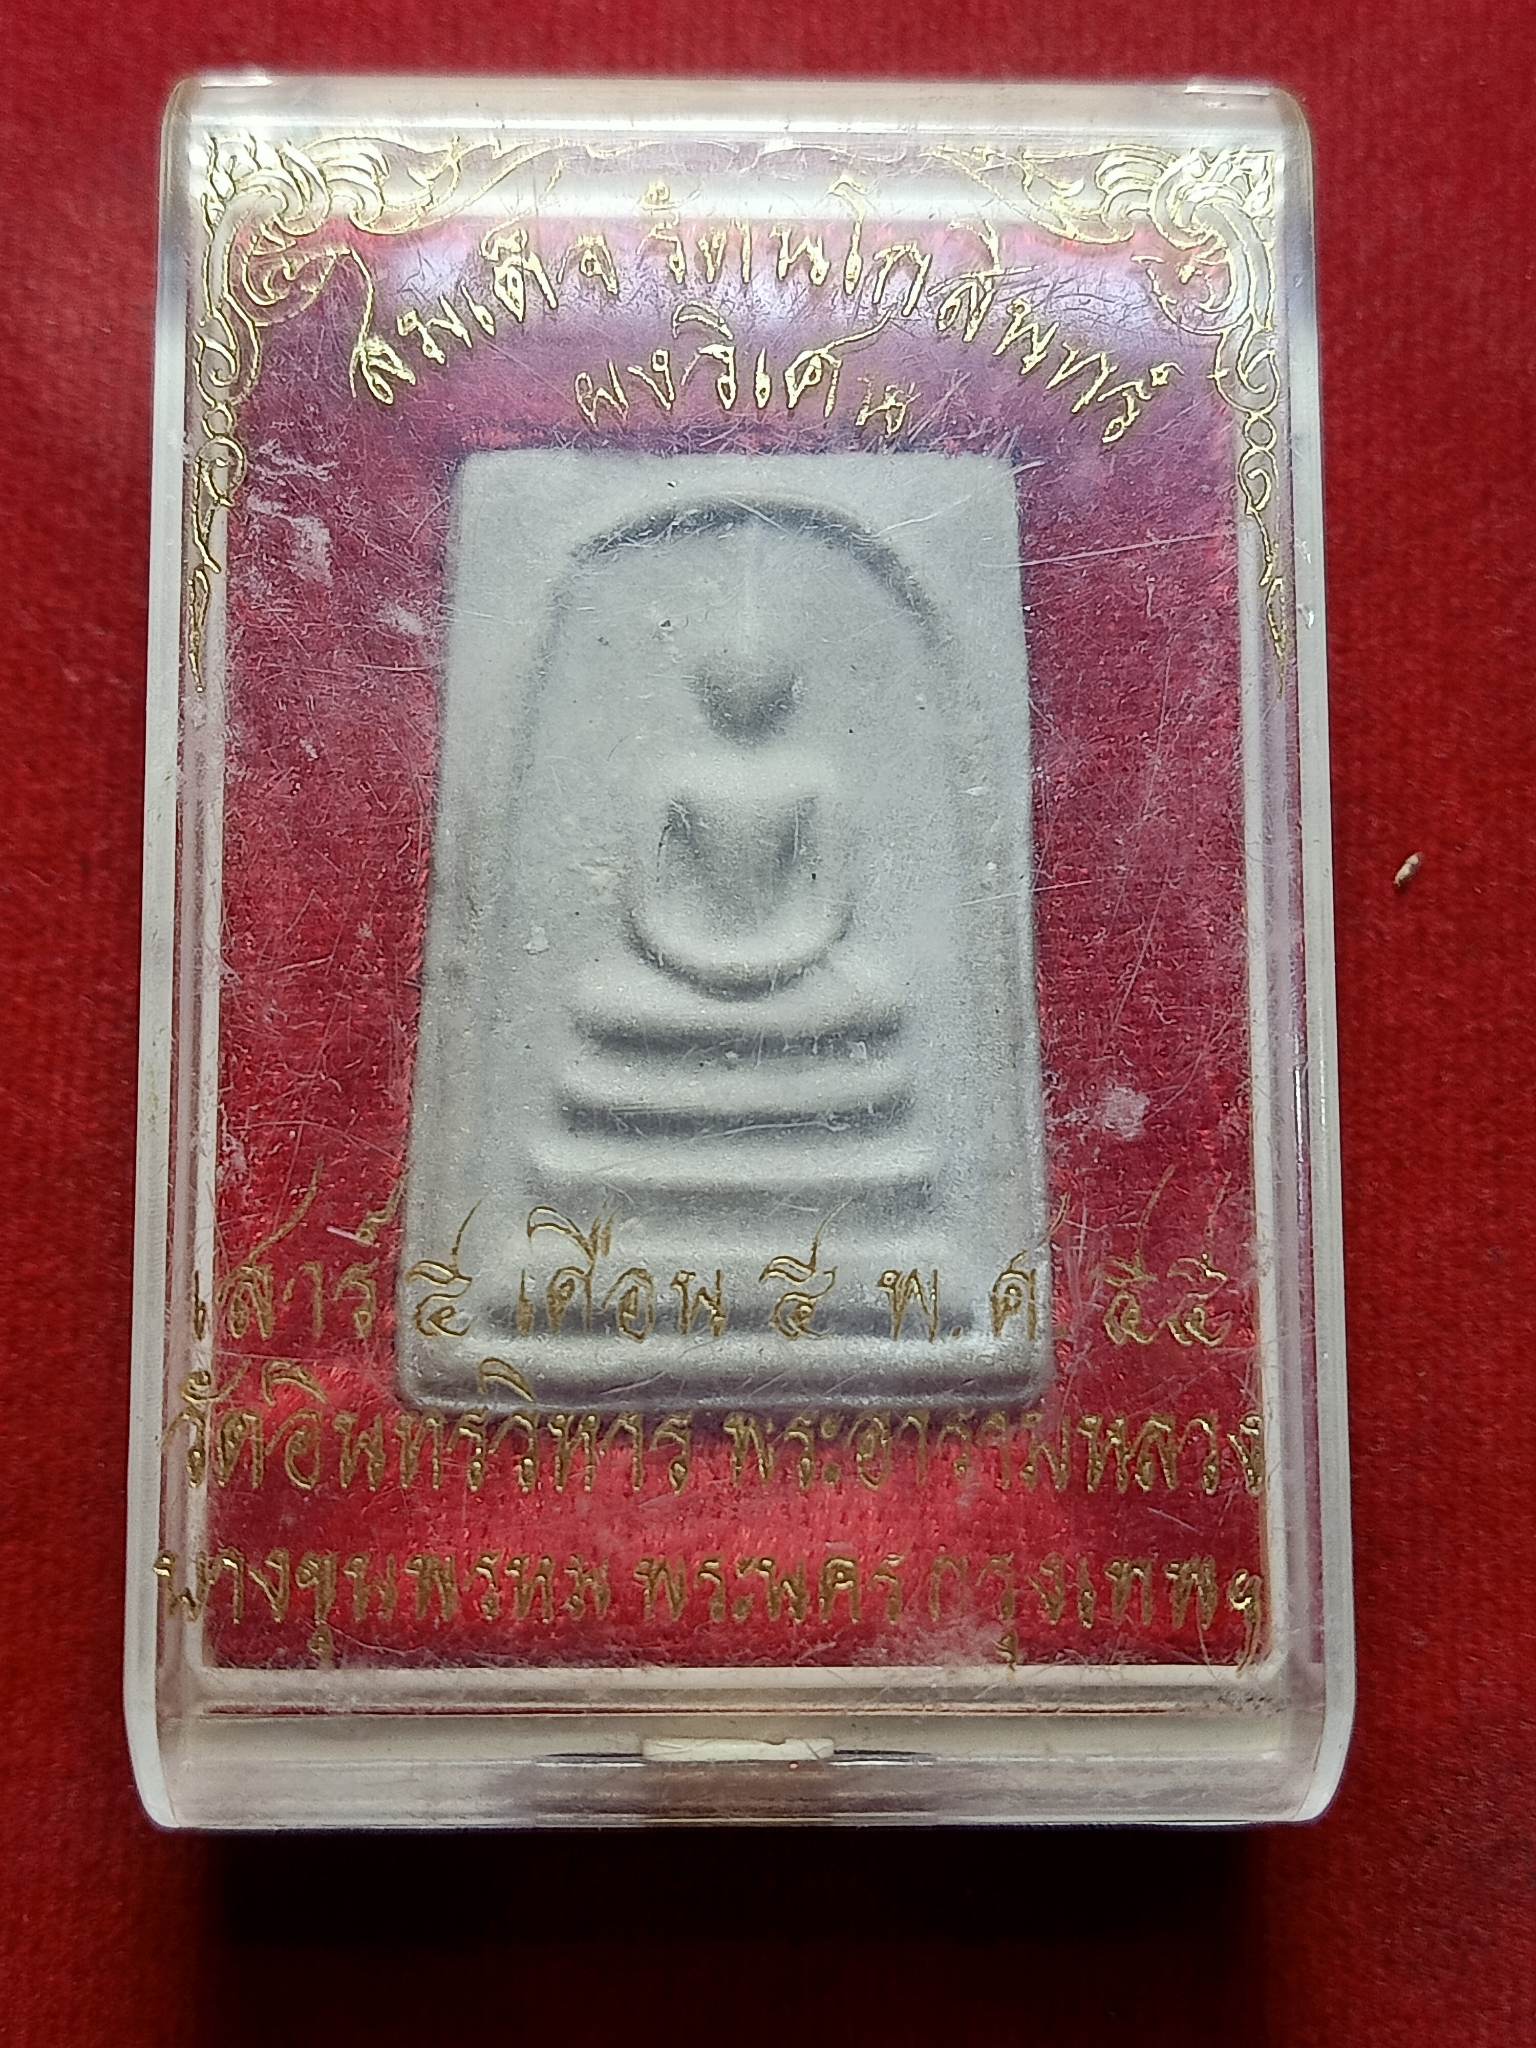 สมเด็จ รัตนโกสินทร์
ผงวิเศษ
เสาร์ ๕ เดือน ๕ พ.ศ. ๕๕
วัดอินทรวิหาร พระอารามหลวง
บางขุนพรหม พระนคร กรุงเทพฯ